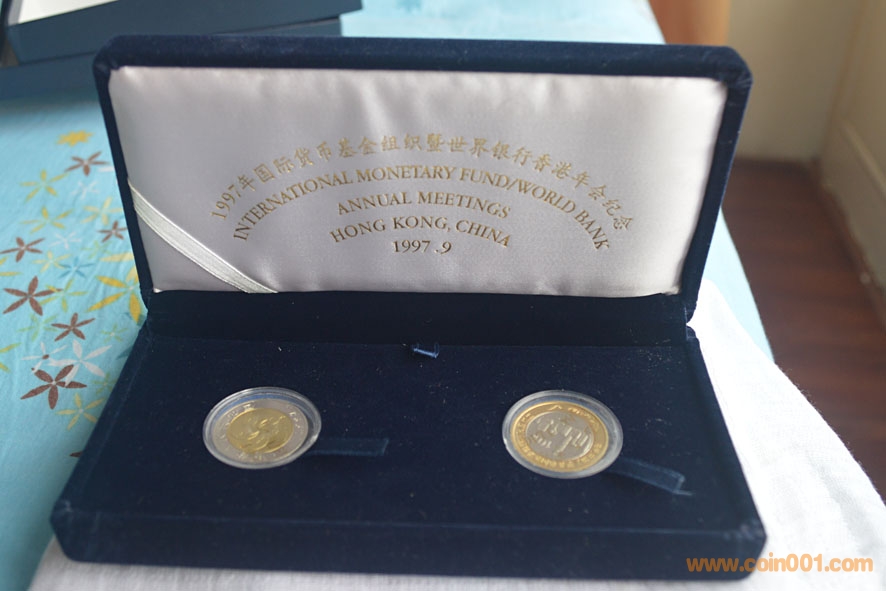 1997年国际货币基金组织暨世界银行香港年会纪念
INTERNATIONAL MONETARY FUND/WORLD BANK
ANNUAL MEETINGS
HONG KONG, CHINA
1997 .9
www.coin001.com